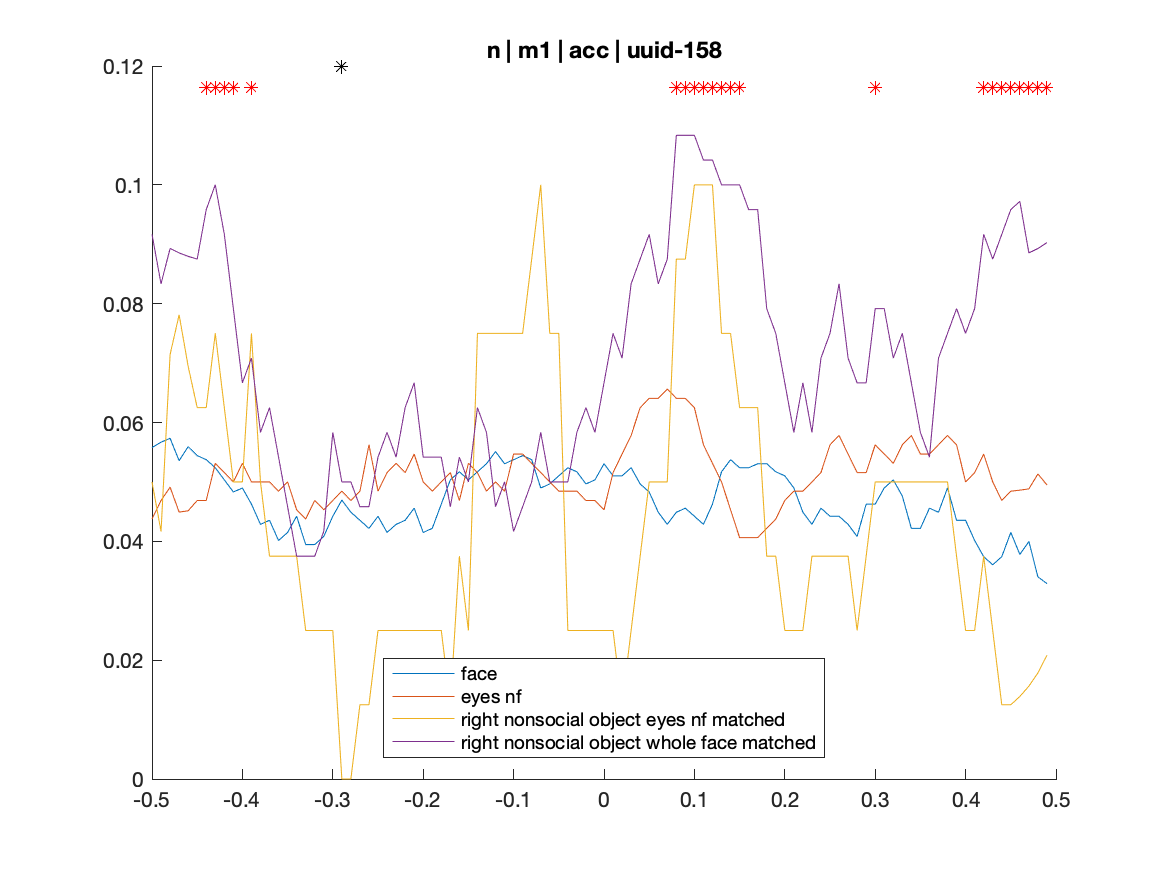 n | m1 | acc | uuid-158
0.12
0.1
0.08
0.06
0.04
0.02
0
face
eyes nf
right nonsocial object eyes nf matched
right nonsocial object whole face matched
-0.5 -0.4 -0.3 -0.2 -0.1 0 0.1 0.2 0.3 0.4 0.5